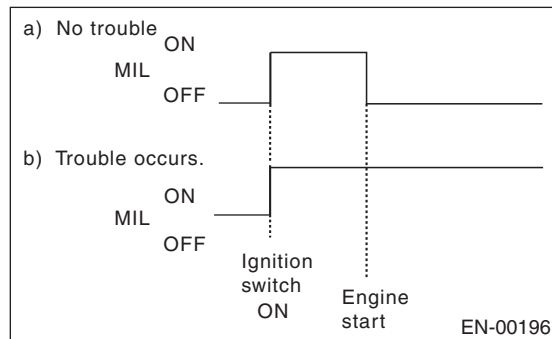 a) No trouble
ON
MIL
OFF
b) Trouble occurs.
ON
MIL
OFF
Ignition
switch
ON
Engine
start
EN-00196